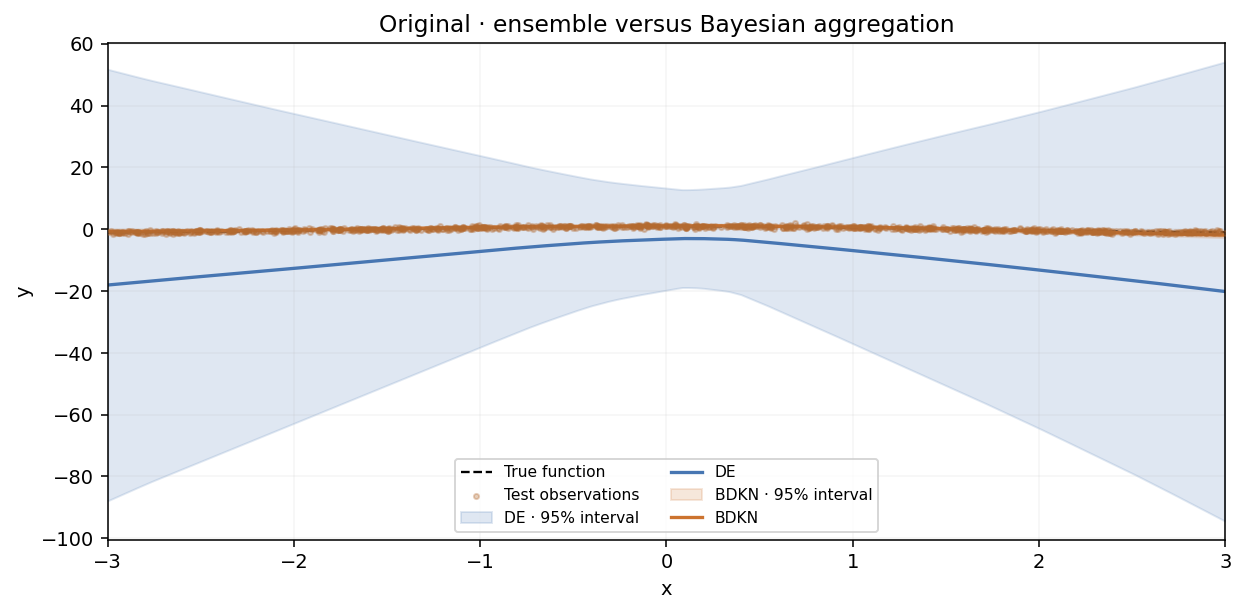 Original · ensemble versus Bayesian aggregation
60
40
20
0
−20
−40
−60
−80
−100
y
True function
Test observations
DE · 95% interval
DE
BDKN · 95% interval
BDKN
−3
−2
−1
0
1
2
3
x